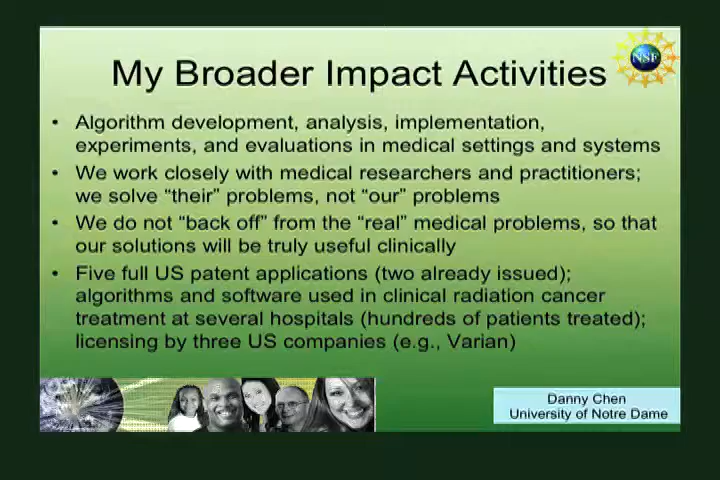 NSF
My Broader Impact Activities
• Algorithm development, analysis, implementation,
experiments, and evaluations in medical settings and systems
• We work closely with medical researchers and practitioners;
we solve “their” problems, not “our” problems
• We do not “back off” from the “real” medical problems, so that
our solutions will be truly useful clinically
• Five full US patent applications (two already issued);
algorithms and software used in clinical radiation cancer
treatment at several hospitals (hundreds of patients treated);
licensing by three US companies (e.g., Varian)
Danny Chen
University of Notre Dame